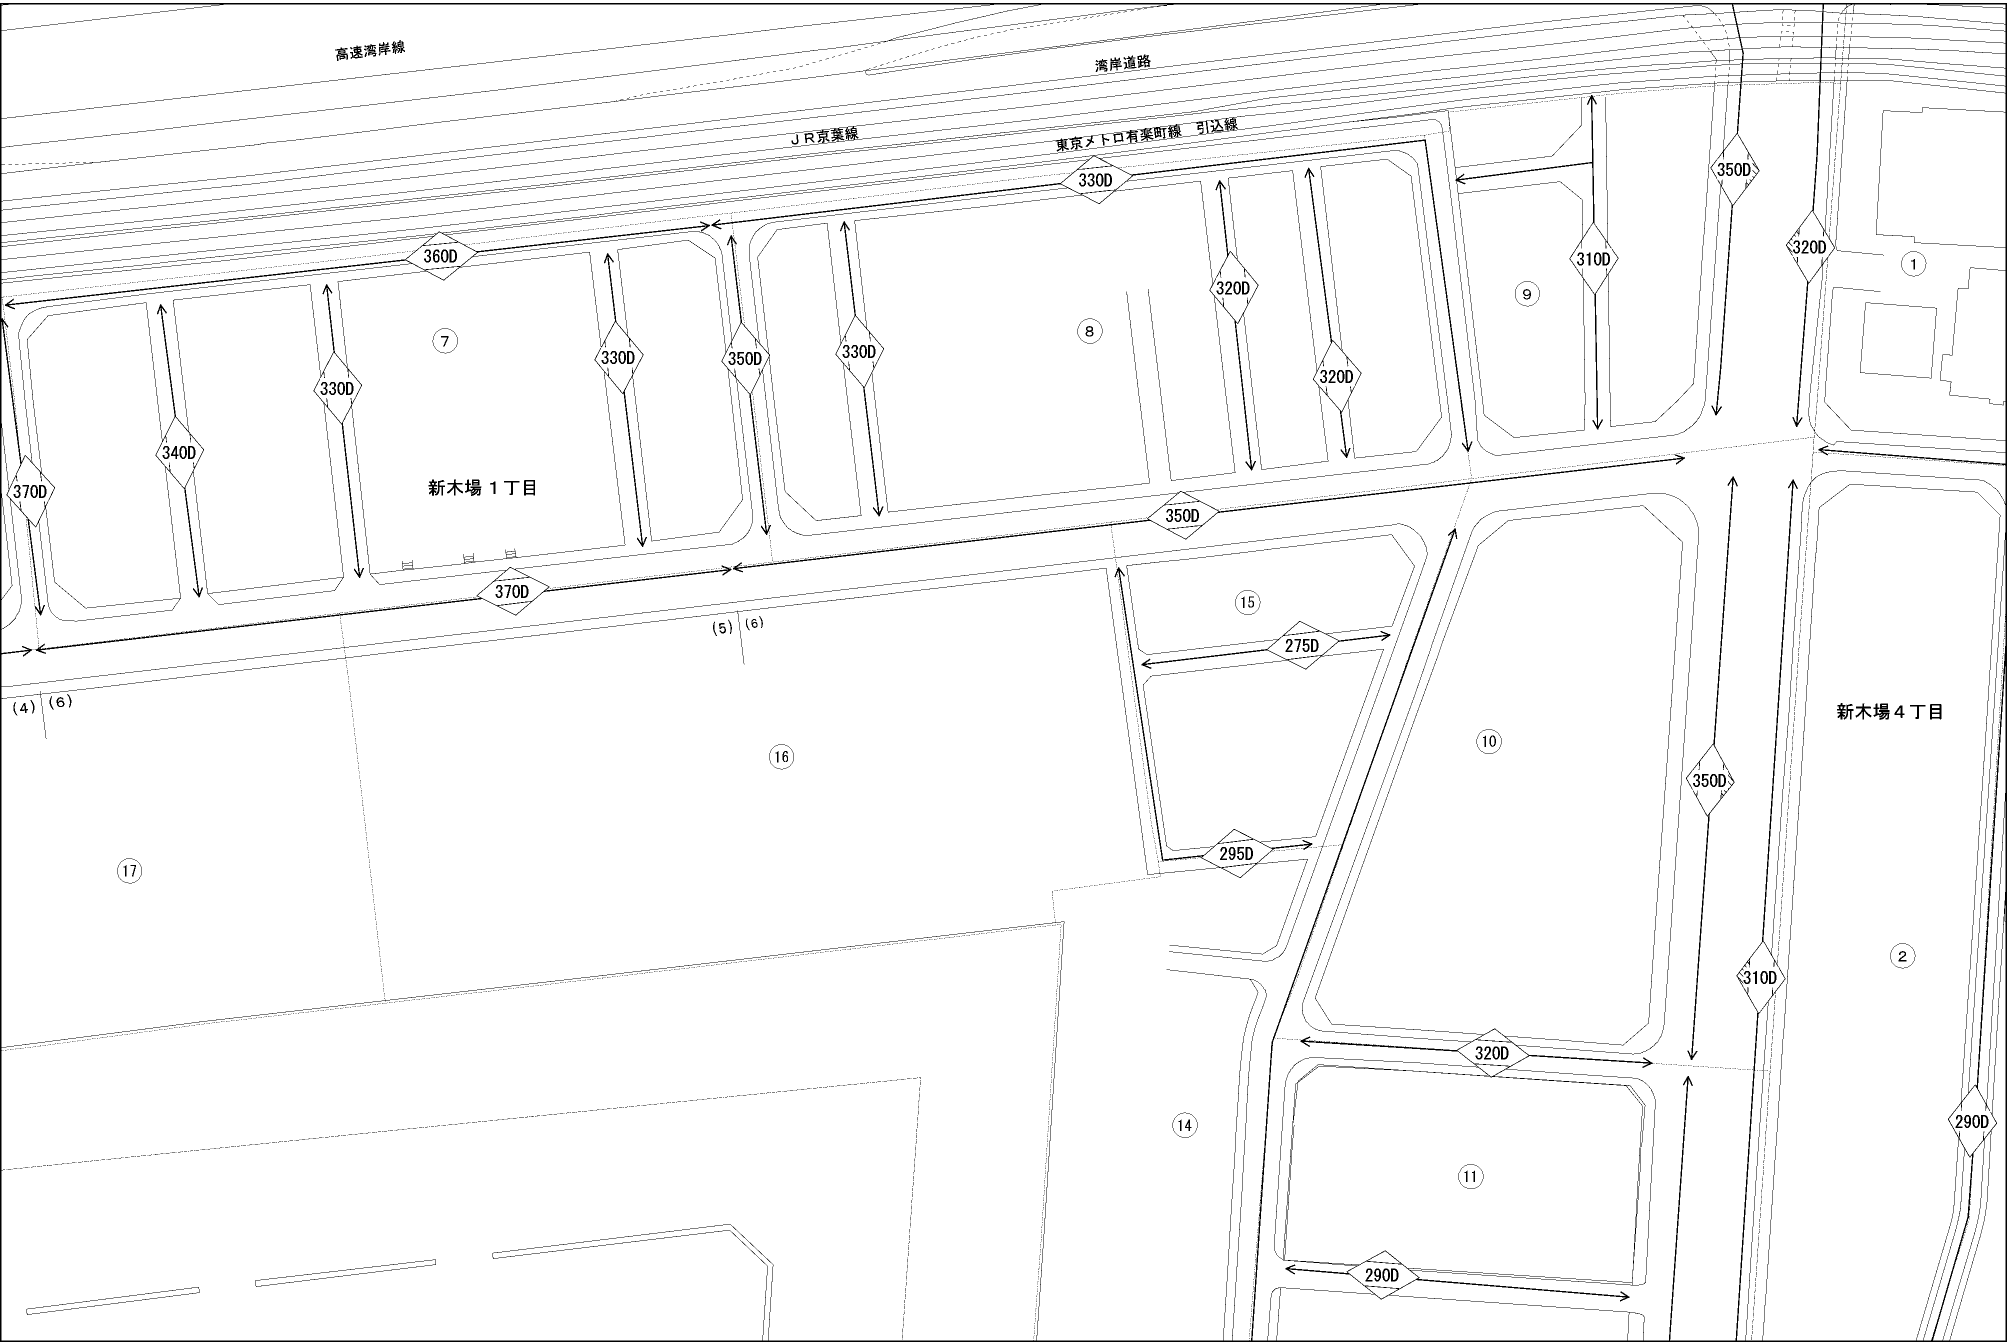 高速湾岸線
湾岸道路
ＪＲ京葉線
東京メトロ有楽町線　引込線
350D
330D
320D
360D
310D
①
320D
⑨
⑧
⑦
330D
350D
330D
320D
330D
340D
新木場１丁目
370D
350D
370D
⑮
(5)
(6)
275D
(4)
(6)
新木場４丁目
⑩
⑯
350D
295D
⑰
②
310D
320D
290D
⑭
⑪
290D